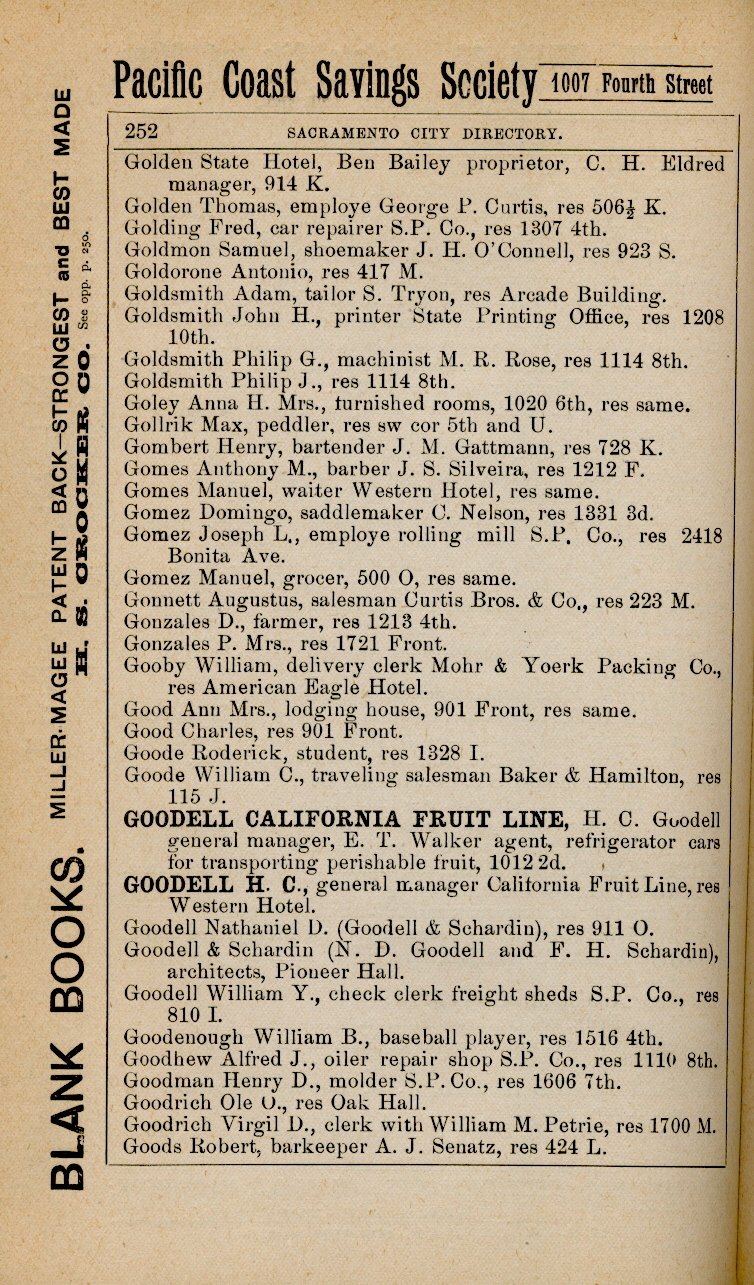 Pacific Coast Savings Society 1007 Fourth Street
252 SACRAMENTO CITY DIRECTORY.
Golden State Hotel, Ben Bailey proprietor, C. H. Eldred
manager, 914 K.
Golden Thomas, employe George P. Curtis, res 506½ K.
Golding Fred, car repairer S.P. Co., res 1307 4th.
Goldmon Samuel, shoemaker J. H. O'Connell, res 923 S.
Goldorone Antonio, res 417 M.
Goldsmith Adam, tailor S. Tryon, res Arcade Building.
Goldsmith John H., printer State Printing Office, res 1208
10th.
Goldsmith Philip G., machinist M. R. Rose, res 1114 8th.
Goldsmith Philip J., res 1114 8th.
Goley Anna H. Mrs., furnished rooms, 1020 6th, res same.
Gollrik Max, peddler, res sw cor 5th and U.
Gombert Henry, bartender J. M. Gattmann, res 728 K.
Gomes Anthony M., barber J. S. Silveira, res 1212 F.
Gomes Manuel, waiter Western Hotel, res same.
Gomez Domingo, saddlemaker C. Nelson, res 1331 3d.
Gomez Joseph L., employe rolling mill S.P. Co., res 2418
Bonita Ave.
Gomez Manuel, grocer, 500 O, res same.
Gonnett Augustus, salesman Curtis Bros. & Co., res 223 M.
Gonzales D., farmer, res 1213 4th.
Gonzales P. Mrs., res 1721 Front.
Gooby William, delivery clerk Mohr & Yoerk Packing Co.,
res American Eagle Hotel.
Good Ann Mrs., lodging house, 901 Front, res same.
Good Charles, res 901 Front.
Goode Roderick, student, res 1328 I.
Goode William C., traveling salesman Baker & Hamilton, res
115 J.
GOODELL CALIFORNIA FRUIT LINE, H. C. Goodell
general manager, E. T. Walker agent, refrigerator cars
for transporting perishable fruit, 1012 2d.
GOODELL H. C., general manager California Fruit Line, res
Western Hotel.
Goodell Nathaniel D. (Goodell & Schardin), res 911 O.
Goodell & Schardin (N. D. Goodell and F. H. Schardin),
architects, Pioneer Hall.
Goodell William Y., check clerk freight sheds S.P. Co., res
810 I.
Goodenough William B., baseball player, res 1516 4th.
Goodhew Alfred J., oiler repair shop S.P. Co., res 1110 8th.
Goodman Henry D., molder S.P. Co., res 1606 7th.
Goodrich Ole O., res Oak Hall.
Goodrich Virgil D., clerk with William M. Petrie, res 1700 M.
Goods Robert, barkeeper A. J. Senatz, res 424 L.
BLANK BOOKS. MILLER-MAGEE PATENT BACK—STRONGEST and BEST MADE
H. S. CROCKER CO. See opp. p. 250.
PATENT FRONT EDGE and BEST MADE